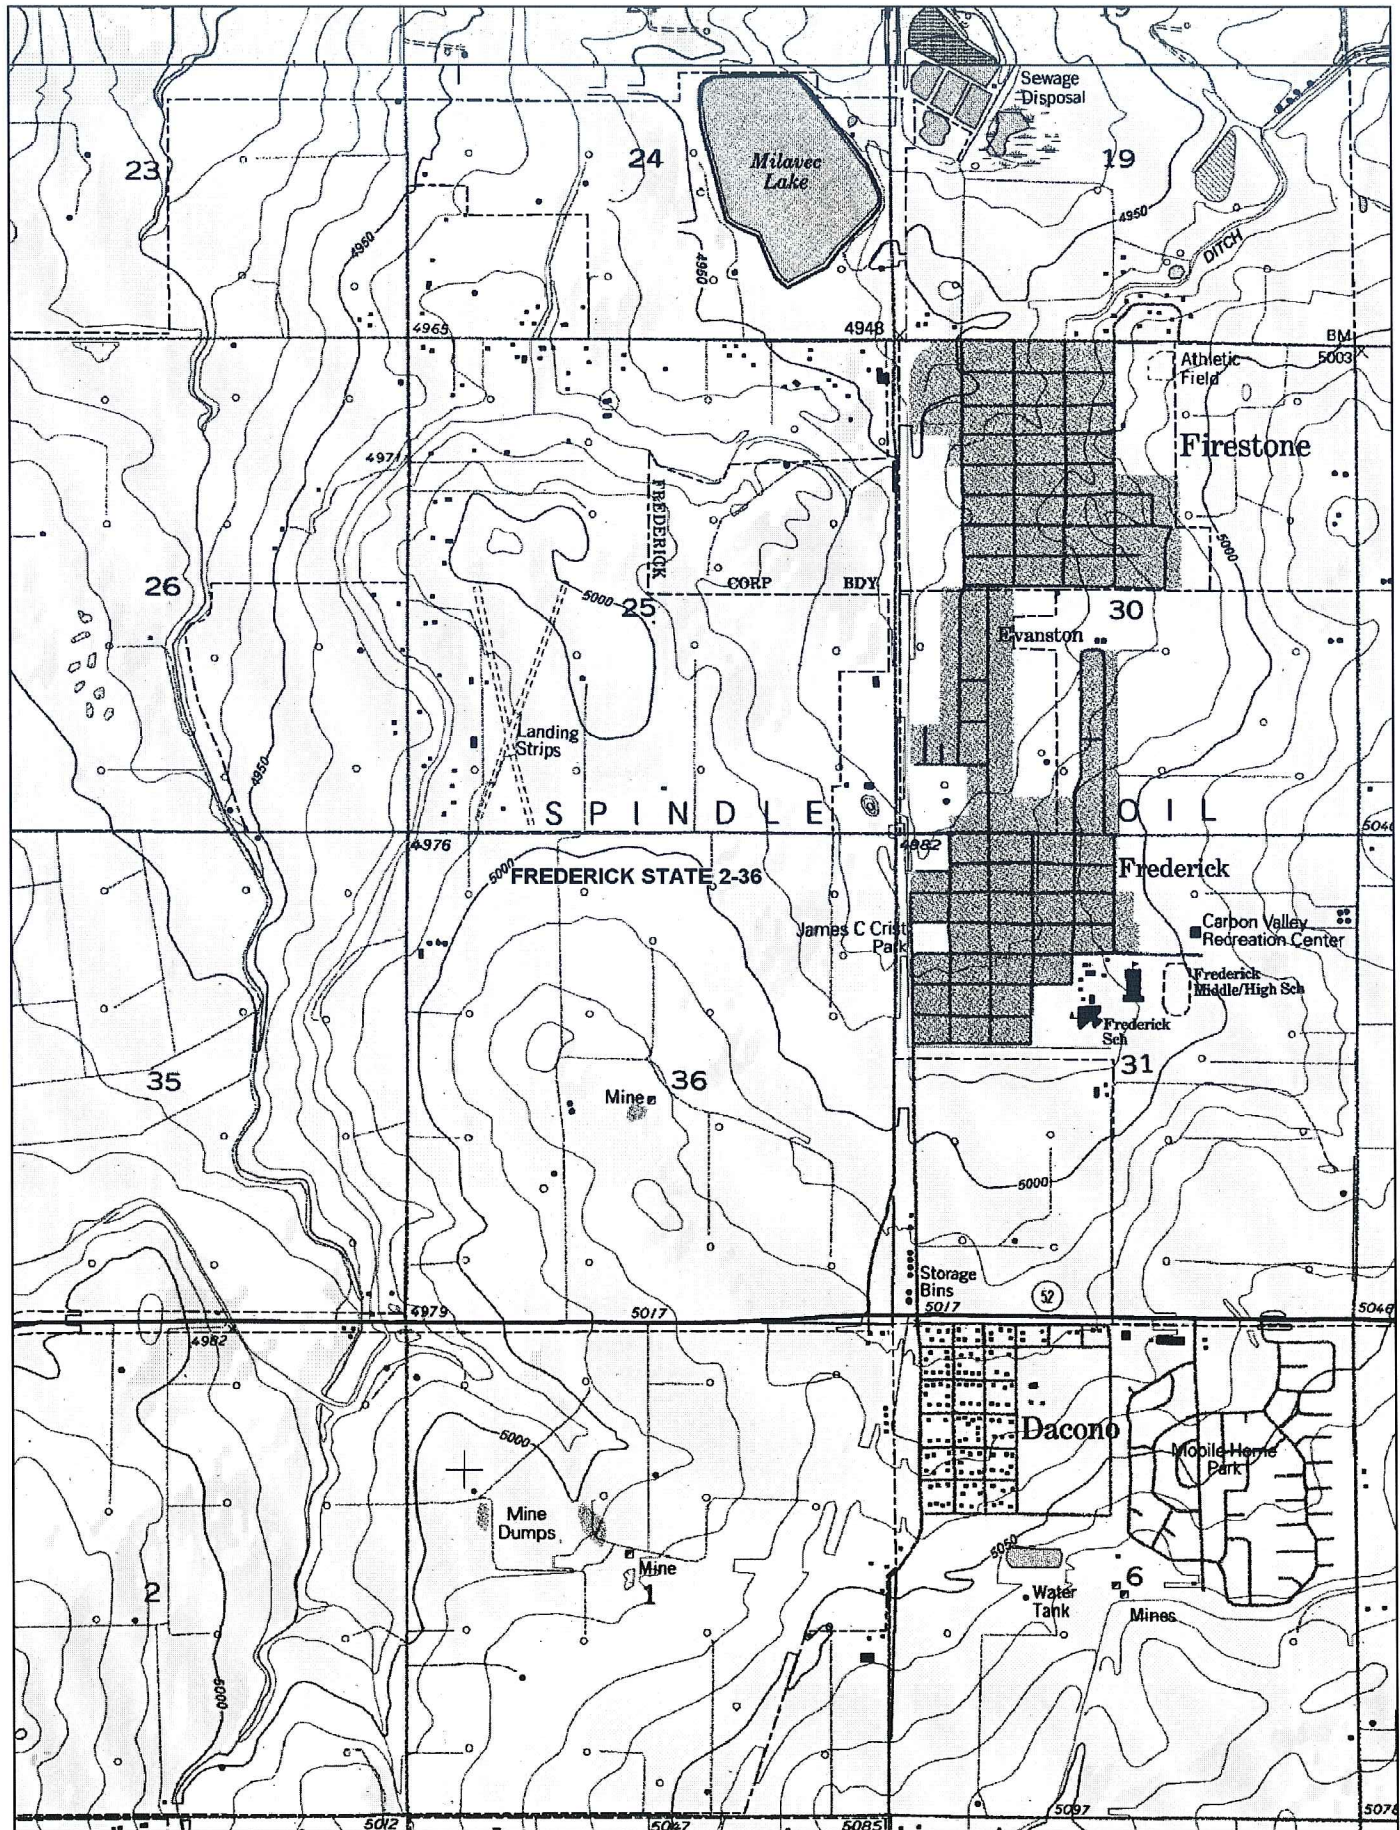 Sewage
Disposal
23
24
Milavec
Lake
19
4950
4950
4960
DITCH
4965
4948
BM
5003
Athletic
Field
Firestone
4971
FREDERICK
5000
26
5000
25
CORP BDY
30
Evanston
Landing
Strips
4950
SPINDLE OIL
4976
4982
5000
FREDERICK STATE 2-36
Frederick
James C Crist
Park
Carbon Valley
Recreation Center
Frederick
Middle/High Sch
Frederick
Sch
35
36
31
Mine
5000
Storage
Bins
52
4979
5017
5017
5046
4982
Dacono
5000
Mobile Home
Park
Mine
Dumps
5050
Mine
2
1
6
Water
Tank
Mines
5000
5012
5047
5085
5097
5078